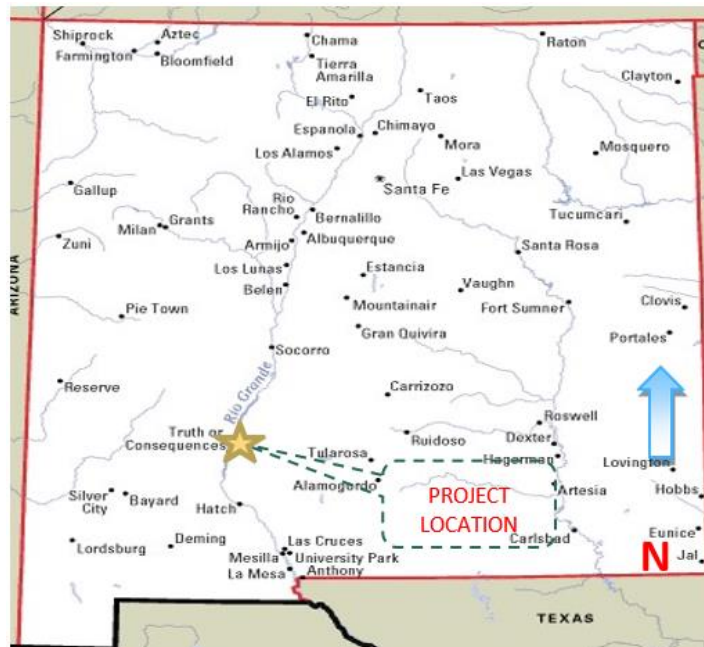 Shiprock
Aztec
Farmington
Bloomfield
Chama
Tierra
Amarilla
Raton
Clayton
El Rito
Taos
Espanola
Chimayo
Mora
Mosquero
Los Alamos
Las Vegas
Santa Fe
Gallup
Rio
Rancho
Bernalillo
Tucumcari
Grants
Milan
Zuni
Armijo
Albuquerque
Santa Rosa
Los Lunas
Estancia
Belen
Vaughn
ARIZONA
Pie Town
Mountainair
Fort Sumner
Clovis
Gran Quivira
Portales
Socorro
Reserve
Rio Grande
Carrizozo
Truth or
Consequences
Roswell
Ruidoso
Dexter
Tularosa
Hagerman
Lovington
Alamogordo
Silver
City
Bayard
PROJECT
LOCATION
Artesia
Hobbs
Hatch
Carlsbad
Eunice
Lordsburg
Deming
Las Cruces
Mesilla
University Park
La Mesa
Anthony
N
Jal
TEXAS